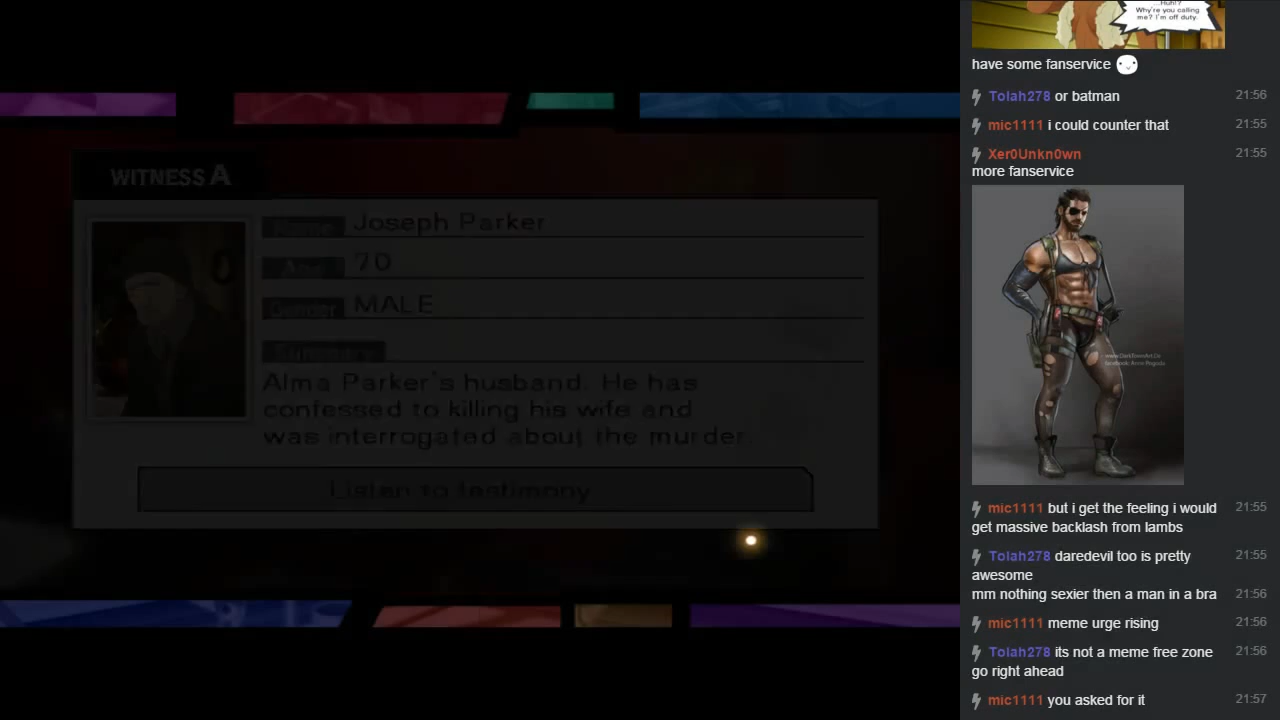 WITNESS A
Name Joseph Parker
Age 70
Gender MALE
Summary
Alma Parker's husband. He has
confessed to killing his wife and
was interrogated about the murder.
Listen to testimony
...Huh!?
Why're you calling
me? I'm off duty.
have some fanservice
Tolah278 or batman 21:56
mic1111 i could counter that 21:55
Xer0Unkn0wn 21:55
more fanservice
mic1111 but i get the feeling i would 21:55
get massive backlash from lambs
Tolah278 daredevil too is pretty 21:55
awesome
mm nothing sexier then a man in a bra 21:56
mic1111 meme urge rising 21:56
Tolah278 its not a meme free zone 21:56
go right ahead
mic1111 you asked for it 21:57